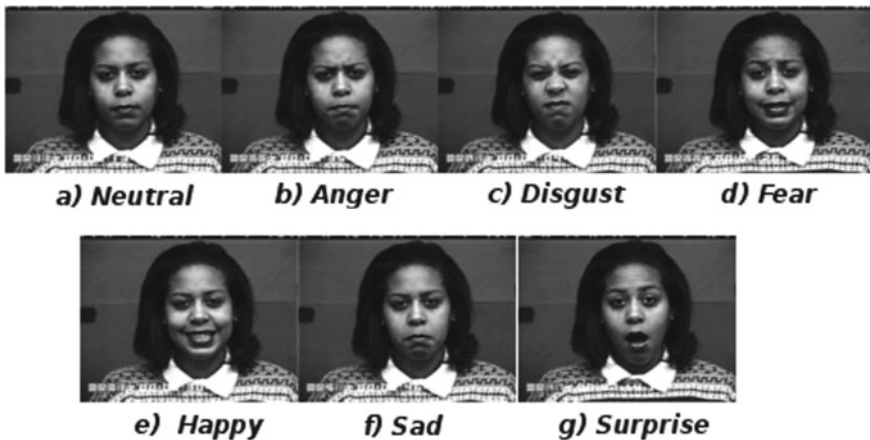 a) Neutral b) Anger c) Disgust d) Fear
e) Happy f) Sad g) Surprise